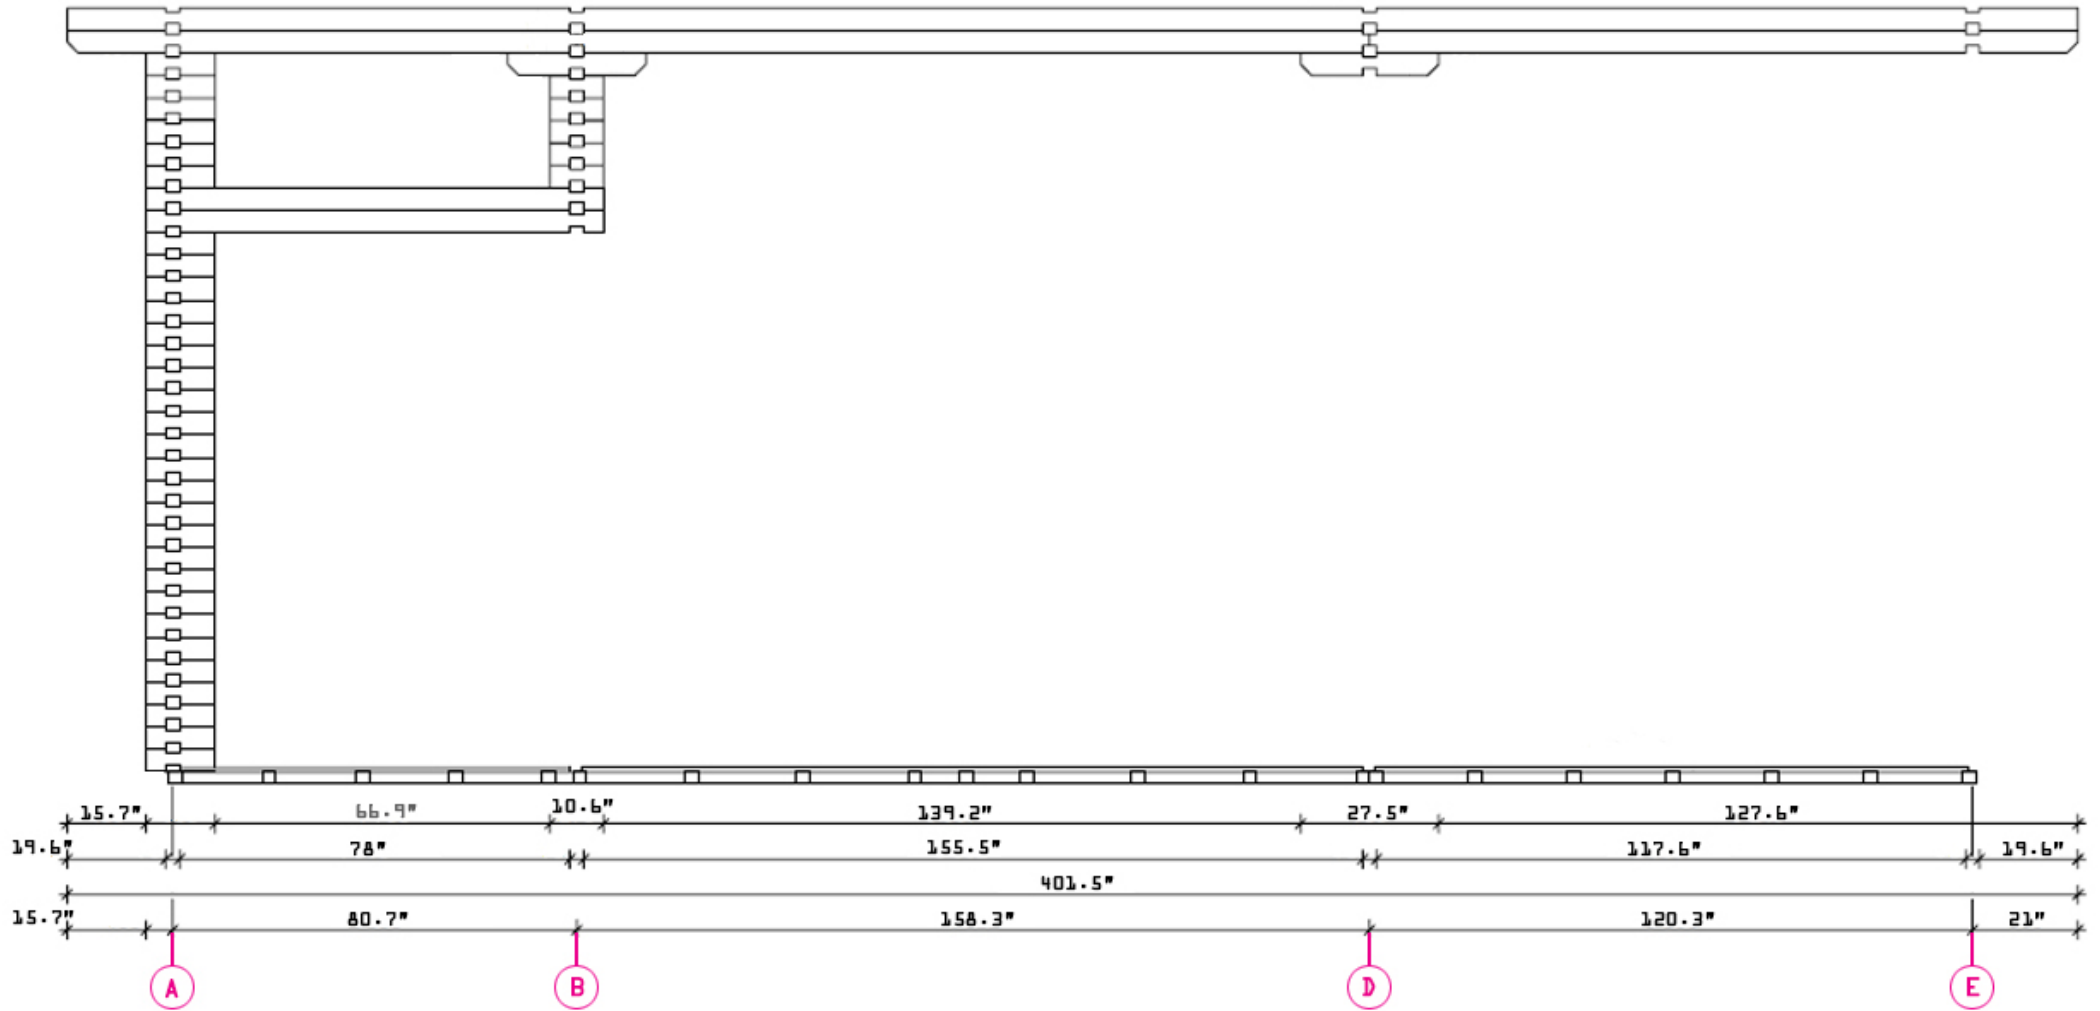 15.7" 66.9" 10.6" 139.2" 27.5" 127.6"
19.6" 78" 155.5" 117.6" 19.6"
401.5"
15.7" 80.7" 158.3" 120.3" 21"
A B D E